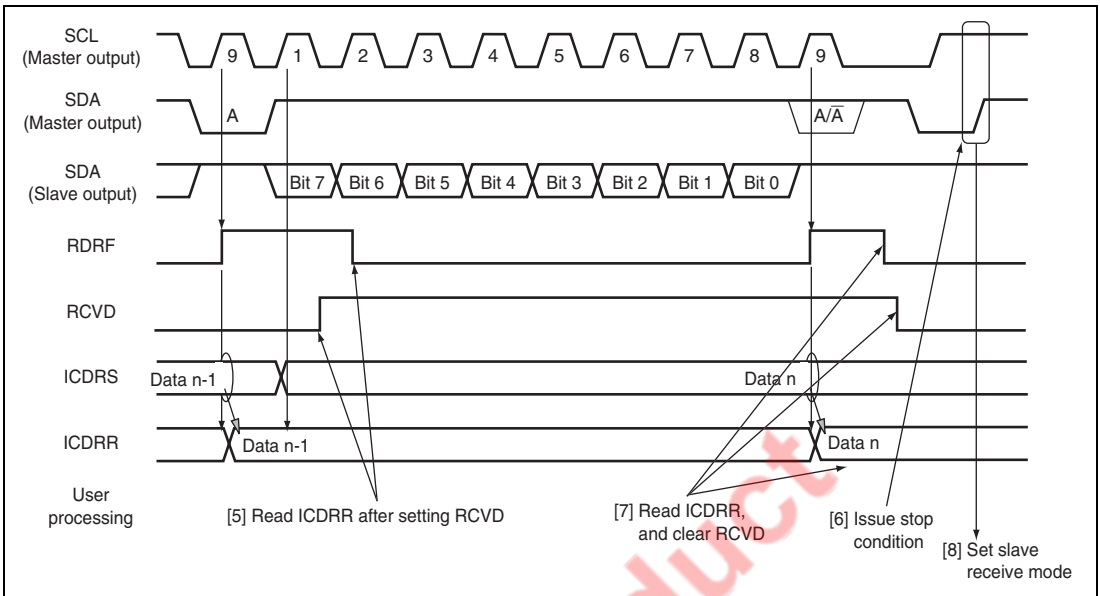 SCL
(Master output)
9 1 2 3 4 5 6 7 8 9
SDA
(Master output)
A A/A̅
SDA
(Slave output)
Bit 7 Bit 6 Bit 5 Bit 4 Bit 3 Bit 2 Bit 1 Bit 0
RDRF
RCVD
ICDRS
Data n-1 Data n
ICDRR
Data n-1 Data n
User
processing
[5] Read ICDRR after setting RCVD
[7] Read ICDRR,
and clear RCVD
[6] Issue stop
condition
[8] Set slave
receive mode
duct